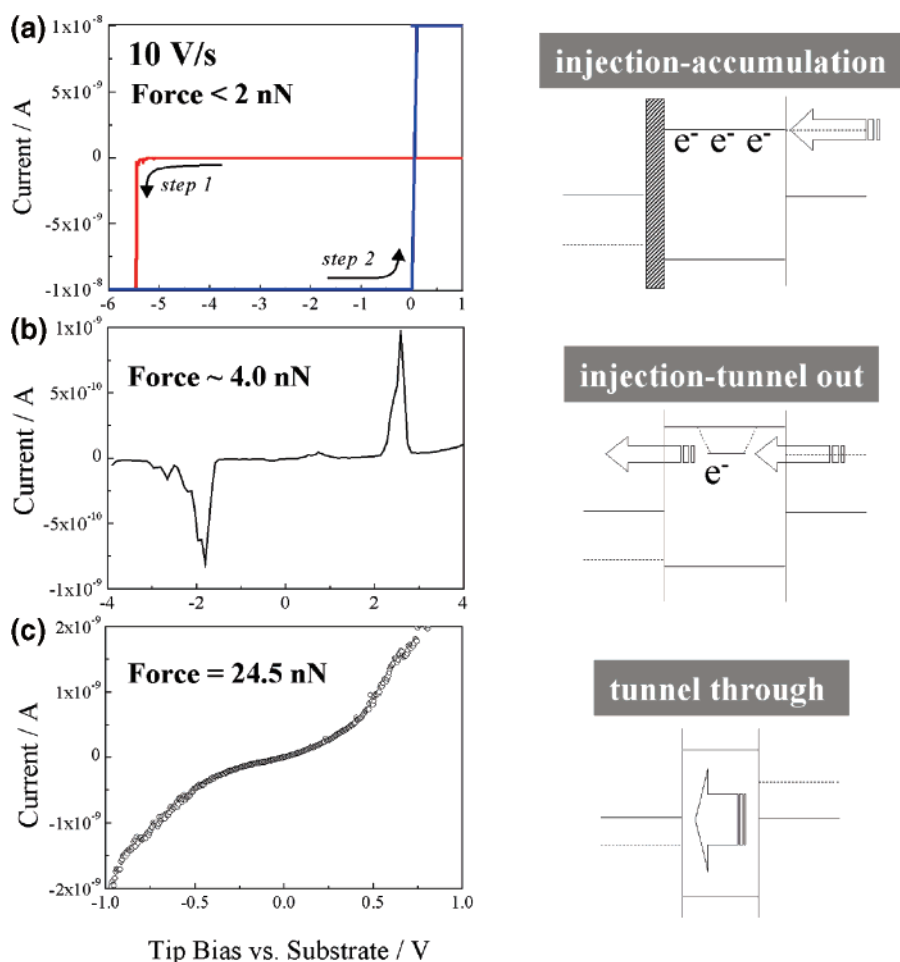 (a)
10 V/s
Force < 2 nN
step 1
step 2
Current / A
1x10⁻⁸
5x10⁻⁹
0
-5x10⁻⁹
-1x10⁻⁸
-6 -5 -4 -3 -2 -1 0 1
injection-accumulation
e⁻ e⁻ e⁻
(b)
Force ~ 4.0 nN
Current / A
1x10⁻⁹
5x10⁻¹⁰
0
-5x10⁻¹⁰
-1x10⁻⁹
-4 -2 0 2 4
injection-tunnel out
e⁻
(c)
Force = 24.5 nN
Current / A
2x10⁻⁹
1x10⁻⁹
0
-1x10⁻⁹
-2x10⁻⁹
-1.0 -0.5 0.0 0.5 1.0
tunnel through
Tip Bias vs. Substrate / V